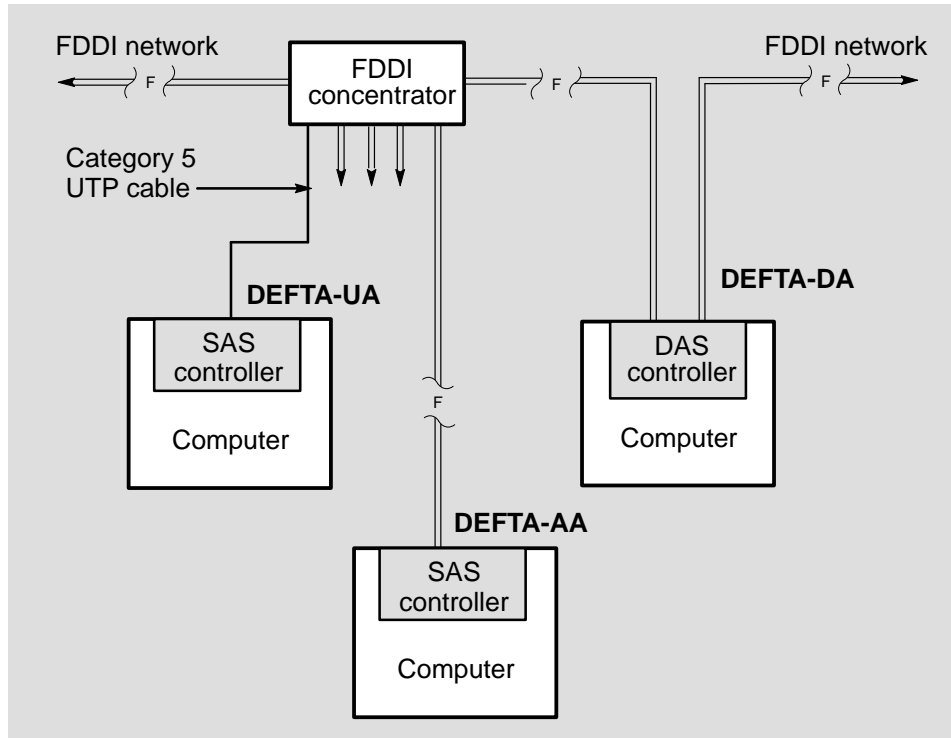 FDDI network
FDDI network
FDDI
concentrator
F
F
F
Category 5
UTP cable
DEFTA-UA
DEFTA-DA
SAS
controller
DAS
controller
Computer
Computer
F
DEFTA-AA
SAS
controller
Computer